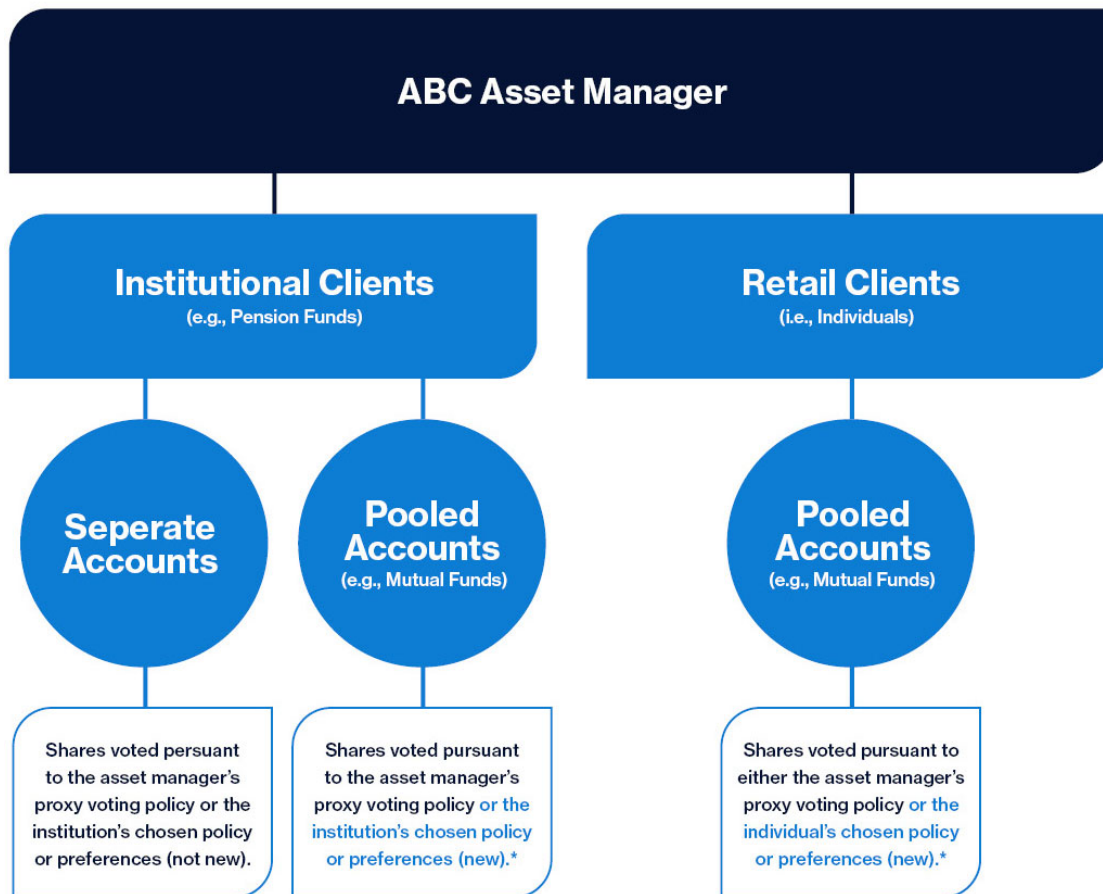 ABC Asset Manager
Institutional Clients
(e.g., Pension Funds)
Retail Clients
(i.e., Individuals)
Seperate
Accounts
Pooled
Accounts
(e.g., Mutual Funds)
Pooled
Accounts
(e.g., Mutual Funds)
Shares voted persuant
to the asset manager's
proxy voting policy or the
institution's chosen policy
or preferences (not new).
Shares voted pursuant
to the asset manager's
proxy voting policy or the
institution's chosen policy
or preferences (new).*
Shares voted pursuant to
either the asset manager's
proxy voting policy or the
individual's chosen policy
or preferences (new).*